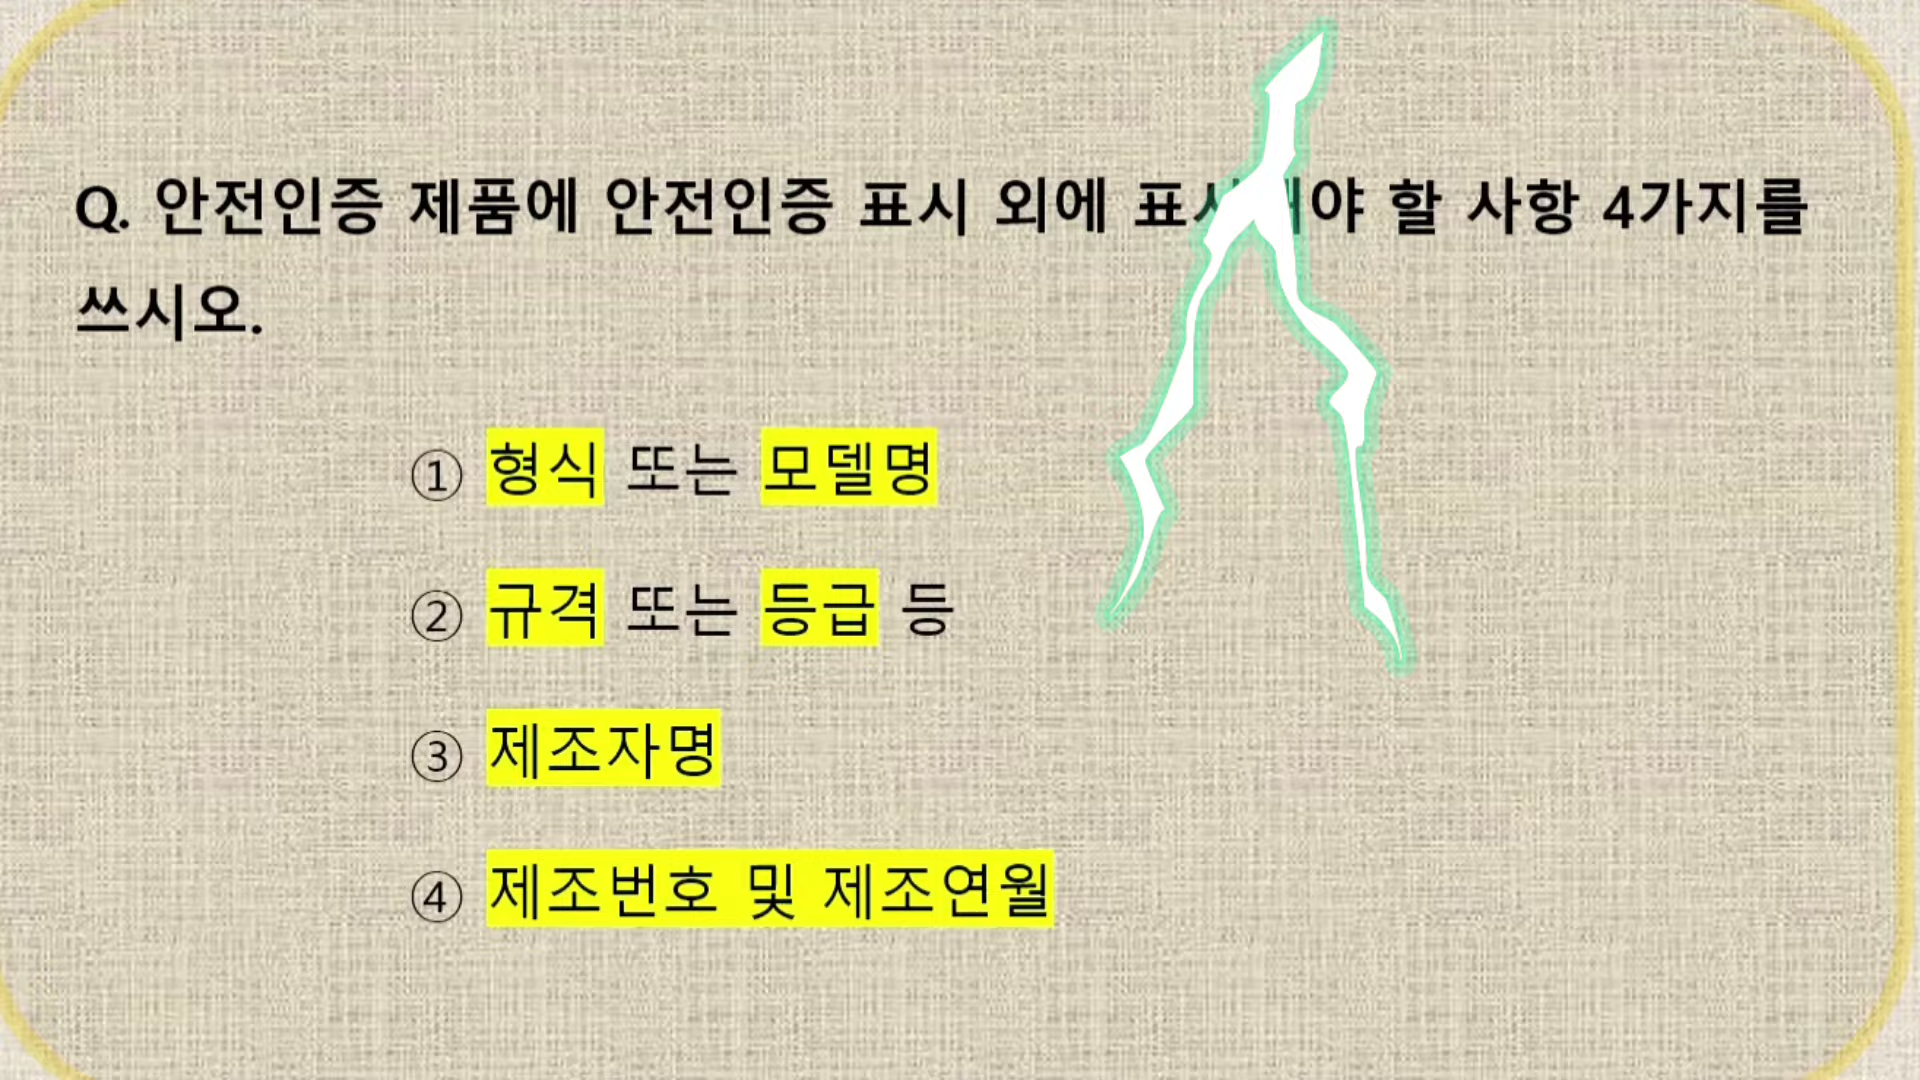 Q. 안전인증 제품에 안전인증 표시 외에 야 할 사항 4가지를
쓰시오.
① 형식 또는 모델명
② 규격 또는 등급 등
③ 제조자명
④ 제조번호 및 제조연월